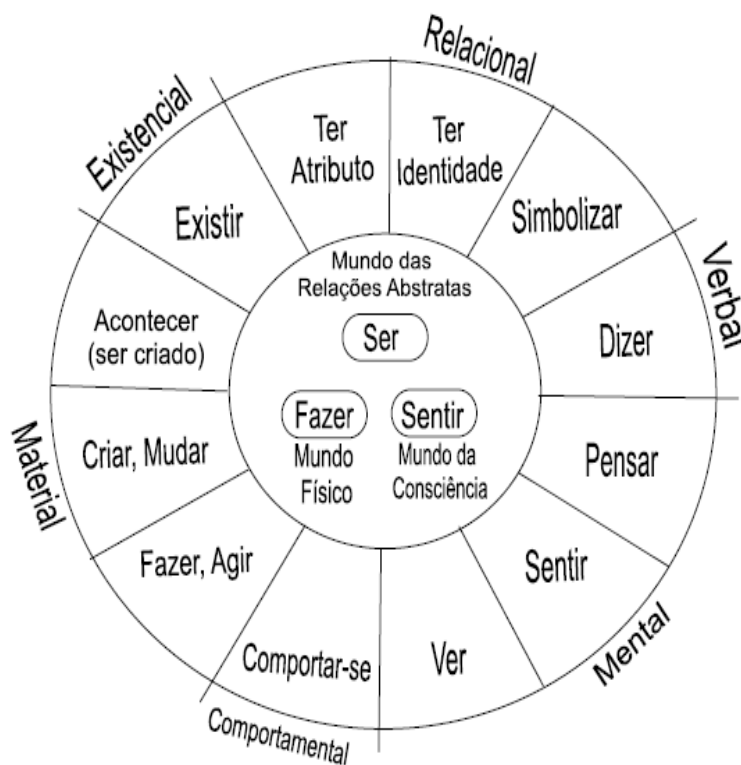 Relacional
Existencial
Ter
Atributo
Ter
Identidade
Existir
Simbolizar
Verbal
Mundo das
Relações Abstratas
Ser
Acontecer
(ser criado)
Dizer
Fazer
Sentir
Mundo
Físico
Mundo da
Consciência
Material
Criar, Mudar
Pensar
Fazer, Agir
Sentir
Mental
Comportar-se
Ver
Comportamental